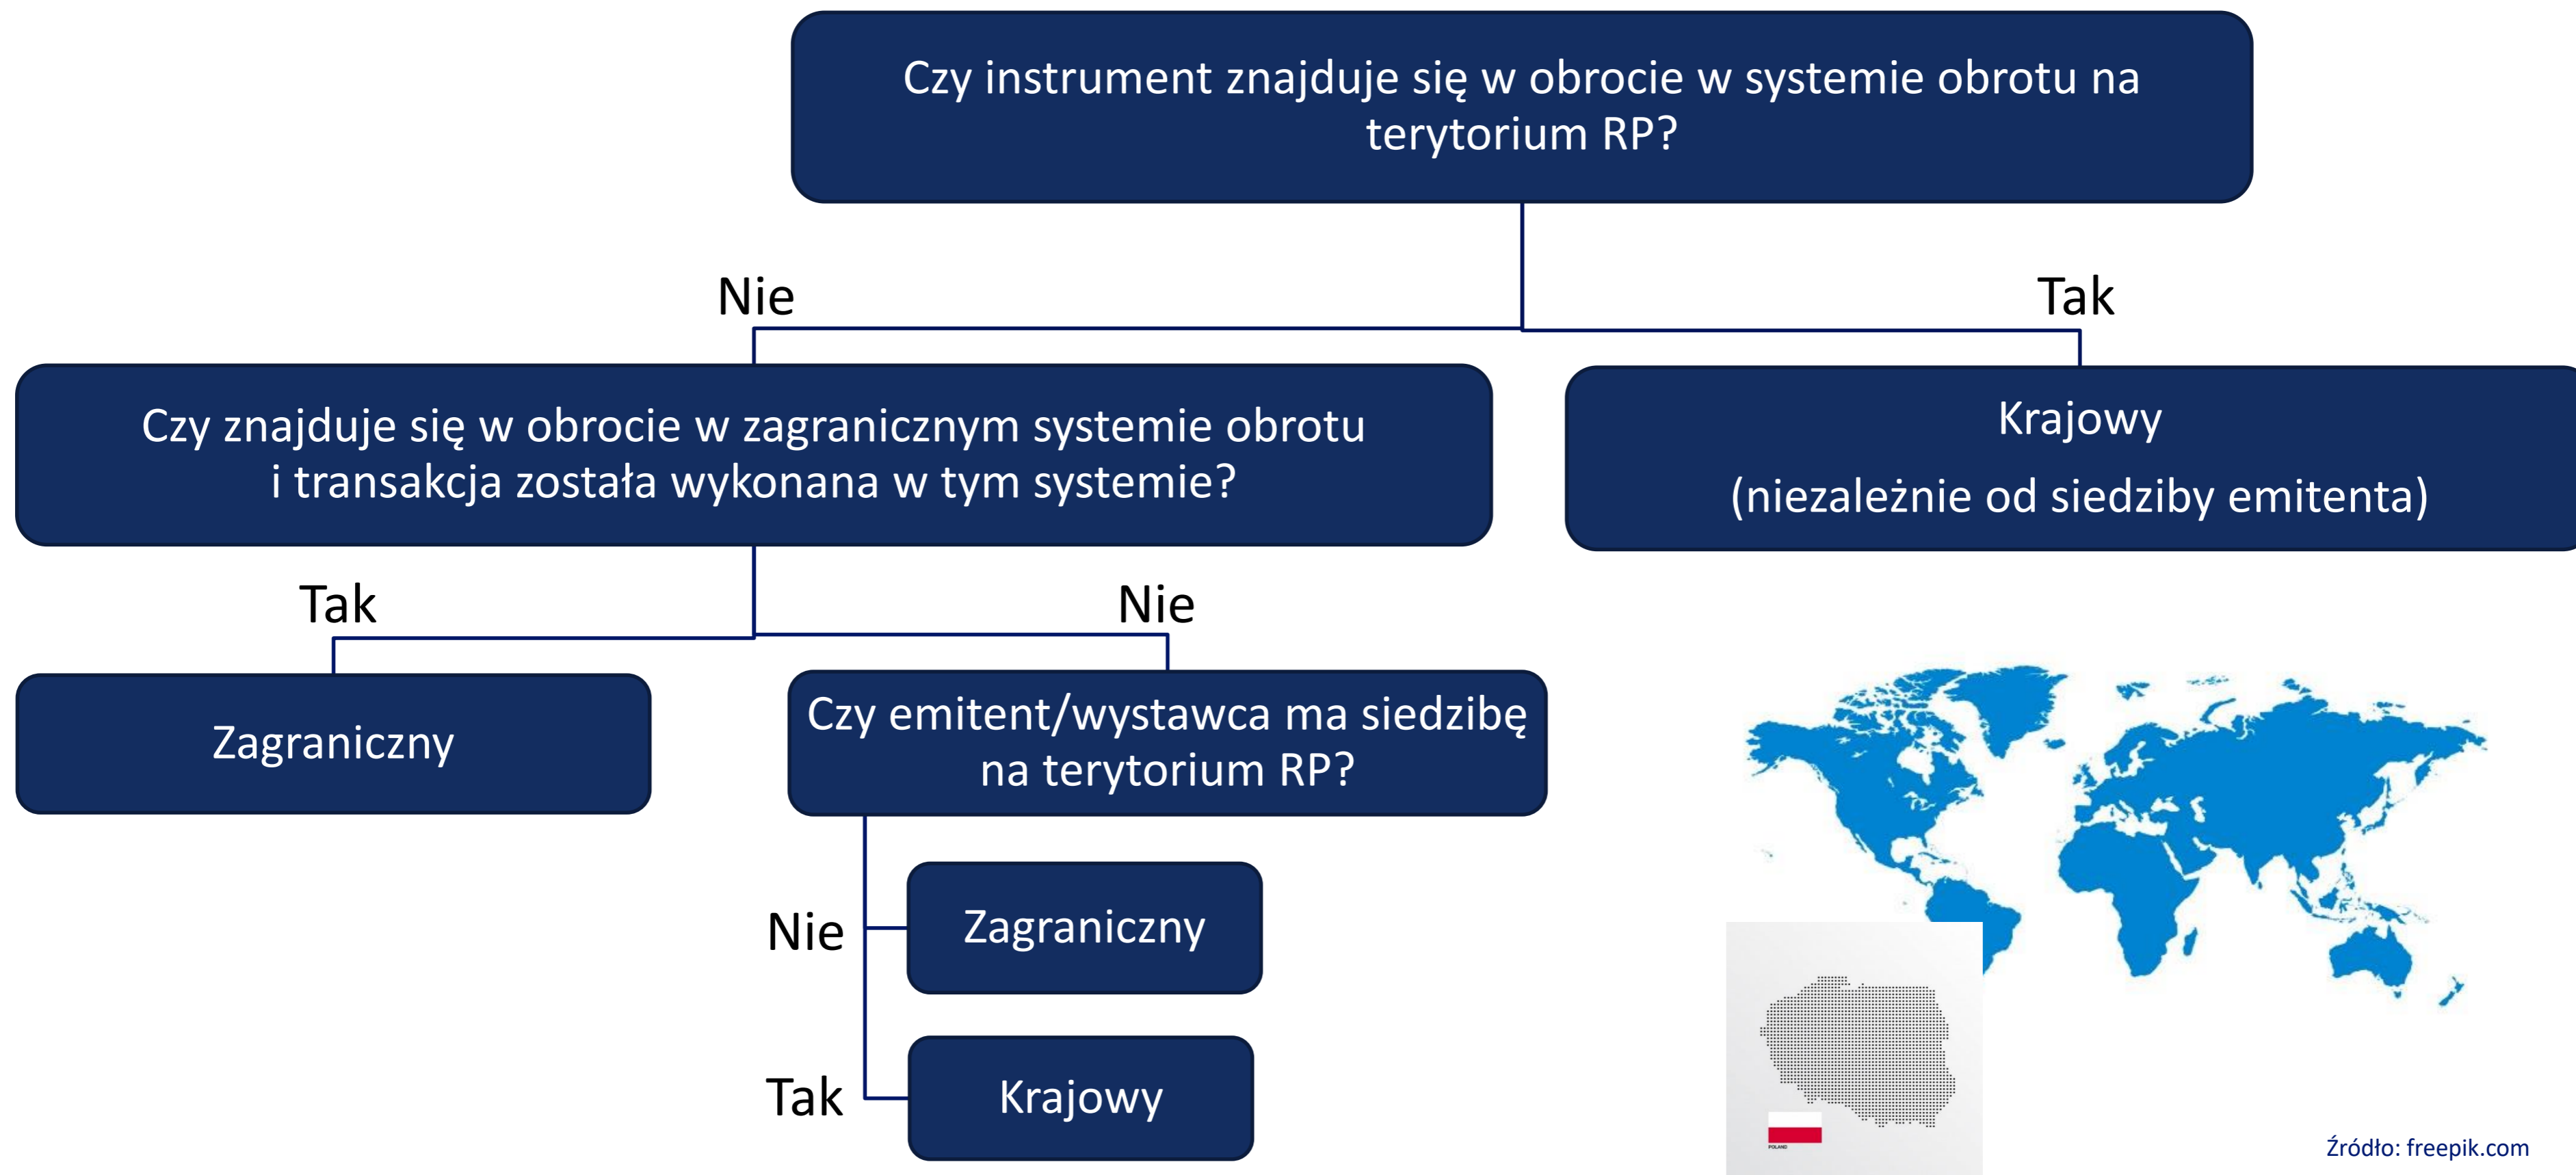 Czy instrument znajduje się w obrocie w systemie obrotu na
terytorium RP?
Nie
Tak
Czy znajduje się w obrocie w zagranicznym systemie obrotu
i transakcja została wykonana w tym systemie?
Krajowy
(niezależnie od siedziby emitenta)
Tak
Nie
Zagraniczny
Czy emitent/wystawca ma siedzibę
na terytorium RP?
Nie
Zagraniczny
Tak
Krajowy
POLAND
Źródło: freepik.com